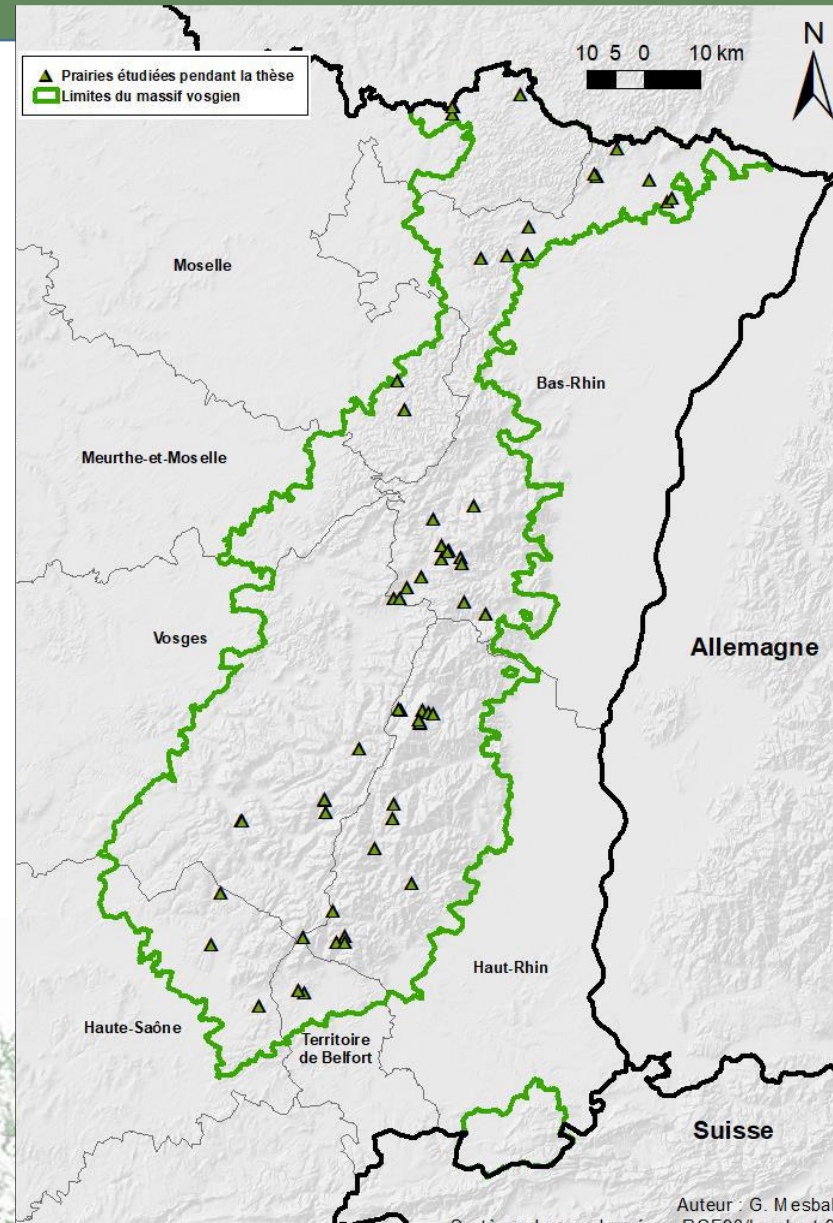 Prairies étudiées pendant la thèse
Limites du massif vosgien
10 5 0 10 km
N
Moselle
Bas-Rhin
Meurthe-et-Moselle
Vosges
Allemagne
Haut-Rhin
Haute-Saône
Territoire
de Belfort
Suisse
Auteur : G. Mesbah